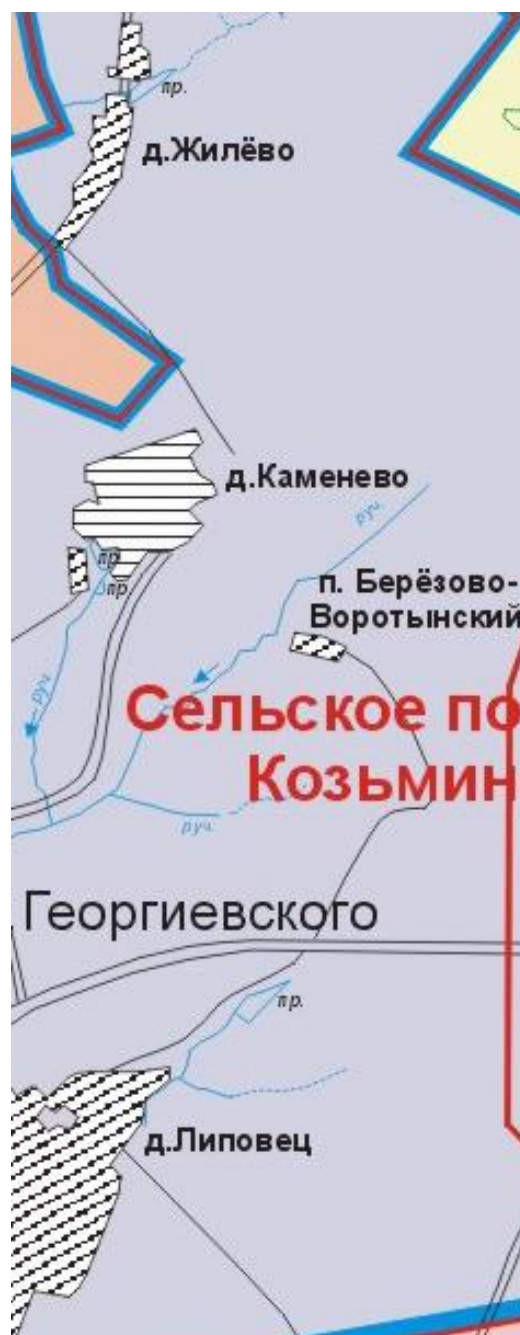 пр.
д.Жилёво
д.Каменево
руч.
пр.
пр.
п. Берёзово-
Воротынский
руч.
Сельское по
Козьмин
руч.
Георгиевского
пр.
д.Липовец